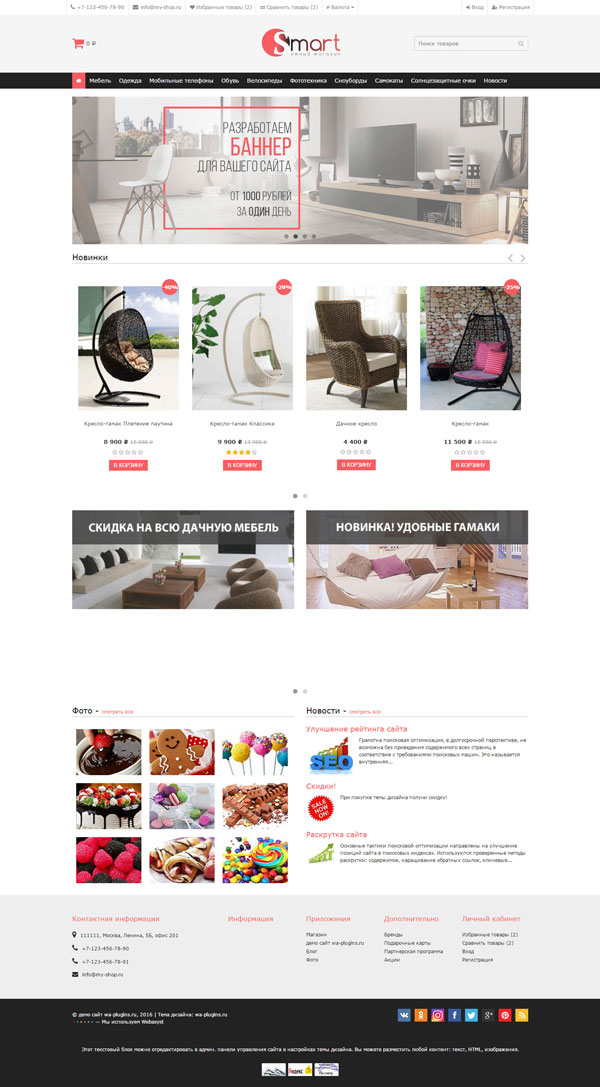 +7-123-456-78-90
info@my-shop.ru
Избранные товары (2)
Сравнить товары (2)
₽ Валюта
Вход
Регистрация
0 ₽
Smart
умный магазин
Поиск товаров
Мебель
Одежда
Мобильные телефоны
Обувь
Велосипеды
Фототехника
Сноуборды
Самокаты
Солнцезащитные очки
Новости
РАЗРАБОТАЕМ
БАННЕР
ДЛЯ ВАШЕГО САЙТА
ОТ 1000 РУБЛЕЙ
ЗА ОДИН ДЕНЬ
Новинки
-40%
-28%
-25%
Кресло-гамак Плетение паутина
Кресло-гамак Классика
Дачное кресло
Кресло-гамак
8 900 ₽
9 900 ₽
4 400 ₽
11 500 ₽
В КОРЗИНУ
В КОРЗИНУ
В КОРЗИНУ
В КОРЗИНУ
СКИДКА НА ВСЮ ДАЧНУЮ МЕБЕЛЬ
НОВИНКА! УДОБНЫЕ ГАМАКИ
Фото - смотреть все
Новости - смотреть все
Улучшение рейтинга сайта
SEO
Грамотна поисковая оптимизация, в долгосрочной перспективе, не
возможна без приведения содержимого всех страниц в
соответствие с требованиями поисковых машин. Это называется
внутренняя...
Скидки!
SALE NOW ON!
При покупке темы дизайна получи скидку!
Раскрутка сайта
Основные тактики поисковой оптимизации направлены на улучшение
позиций сайта в поисковых индексах. Используются проверенные методы
раскрутки: содержимое, наращивание обратных ссылок, ключевые...
Контактная информация
111111, Москва, Ленина, 5Б, офис 201
+7-123-456-78-90
+7-123-456-78-91
info@my-shop.ru
Информация
Приложения
Магазин
демо сайт wa-plugins.ru
Блог
Фото
Дополнительно
Бренды
Подарочные карты
Партнерская программа
Акции
Личный кабинет
Избранные товары (2)
Сравнить товары (2)
Вход
Регистрация
© демо сайт wa-plugins.ru, 2016 | Тема дизайна: wa-plugins.ru
— Мы используем Webasyst
Этот текстовый блок можно отредактировать в админ. панели управления сайта в настройках темы дизайна. Вы можете разместить любой контент: текст, HTML, изображения.
Яндекс